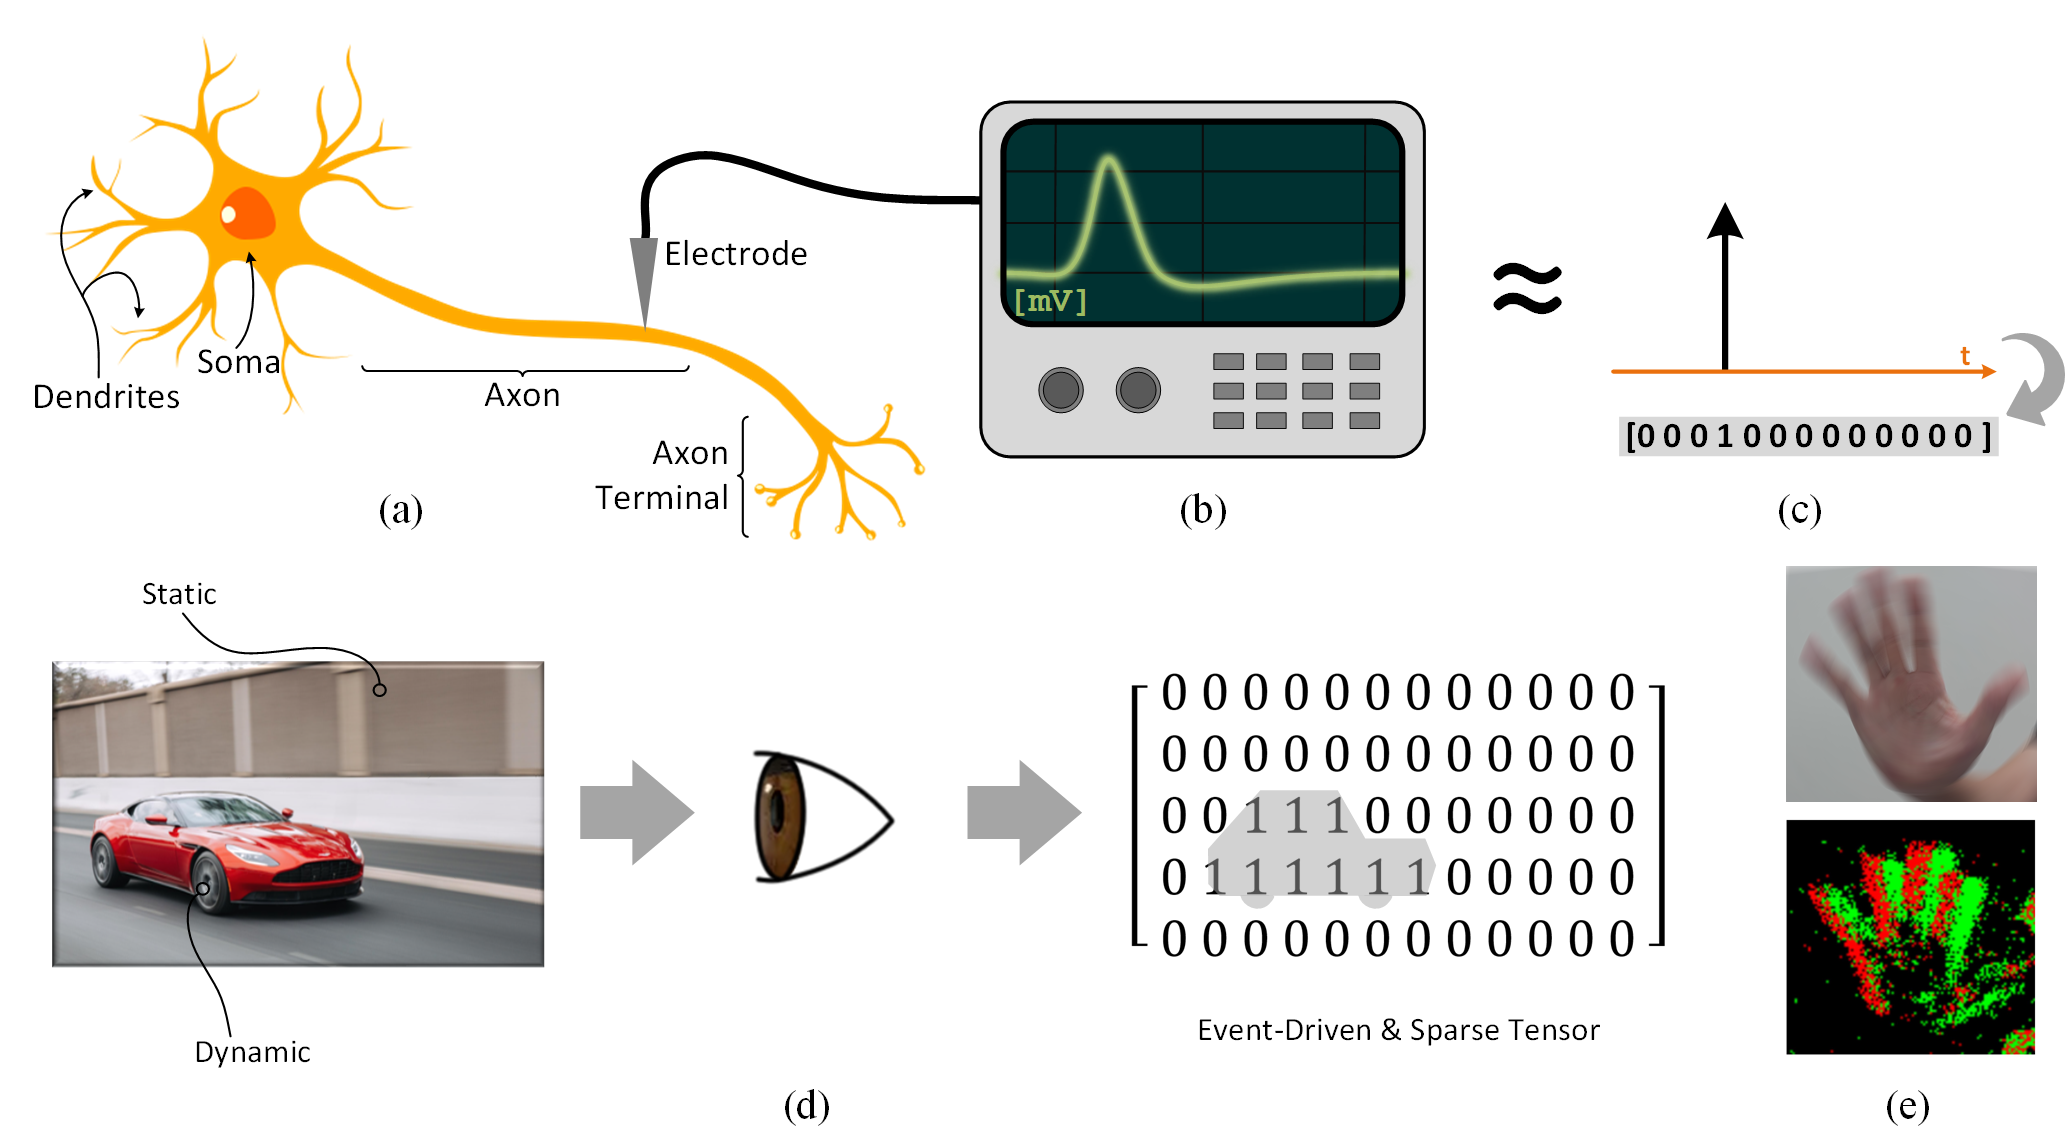 Dendrites
Soma
Axon
Electrode
Axon
Terminal
(a)
[mV]
(b)
≈
t
[0 0 0 1 0 0 0 0 0 0 0 0 0 ]
(c)
Static
Dynamic
0 0 0 0 0 0 0 0 0 0 0 0
0 0 0 0 0 0 0 0 0 0 0 0
0 0 1 1 1 0 0 0 0 0 0 0
0 1 1 1 1 1 1 0 0 0 0 0
0 0 0 0 0 0 0 0 0 0 0 0
Event-Driven & Sparse Tensor
(d)
(e)